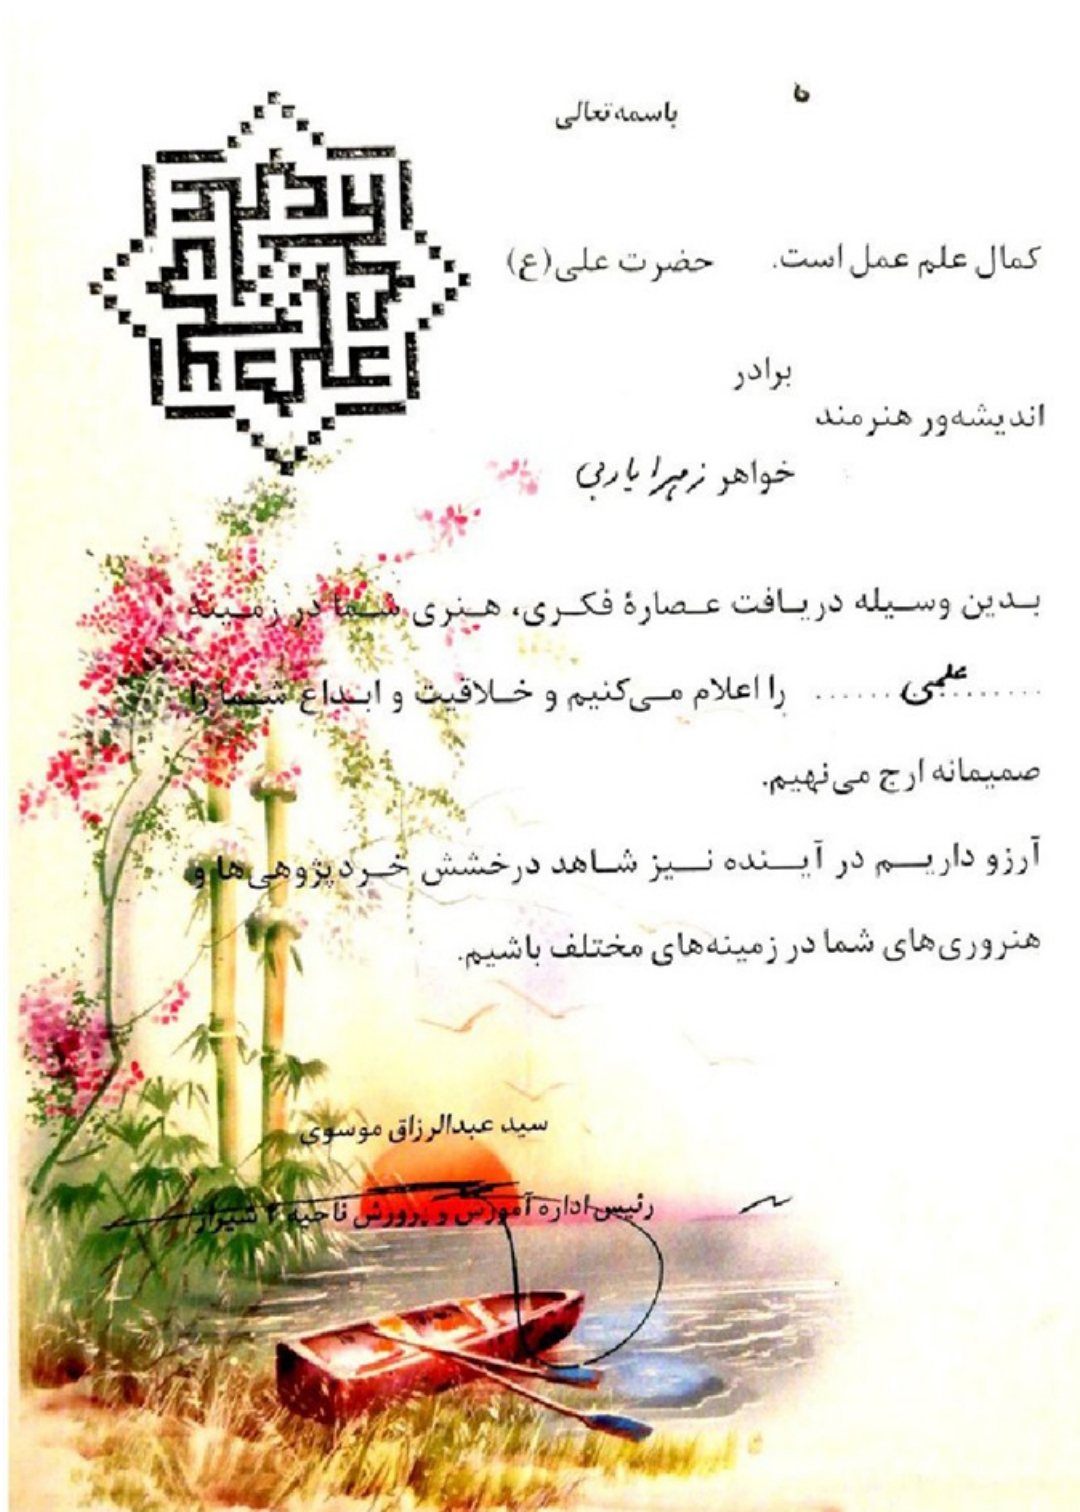 باسمه تعالی
کمال علم عمل است. حضرت علی(ع)
برادر
اندیشه‌ور هنرمند
خواهر زهرا یاربی
بدین وسیله دریافت عصارهٔ فکری، هنری شما در زمینهٔ
......علمی...... را اعلام می‌کنیم و خلاقیت و ابداع شما را
صمیمانه ارج می‌نهیم.
آرزو داریم در آینده نیز شاهد درخشش خردپژوهی‌ها و
هنروری‌های شما در زمینه‌های مختلف باشیم.
سید عبدالرزاق موسوی
رئیس اداره آموزش و پرورش ناحیه ۲ شیراز